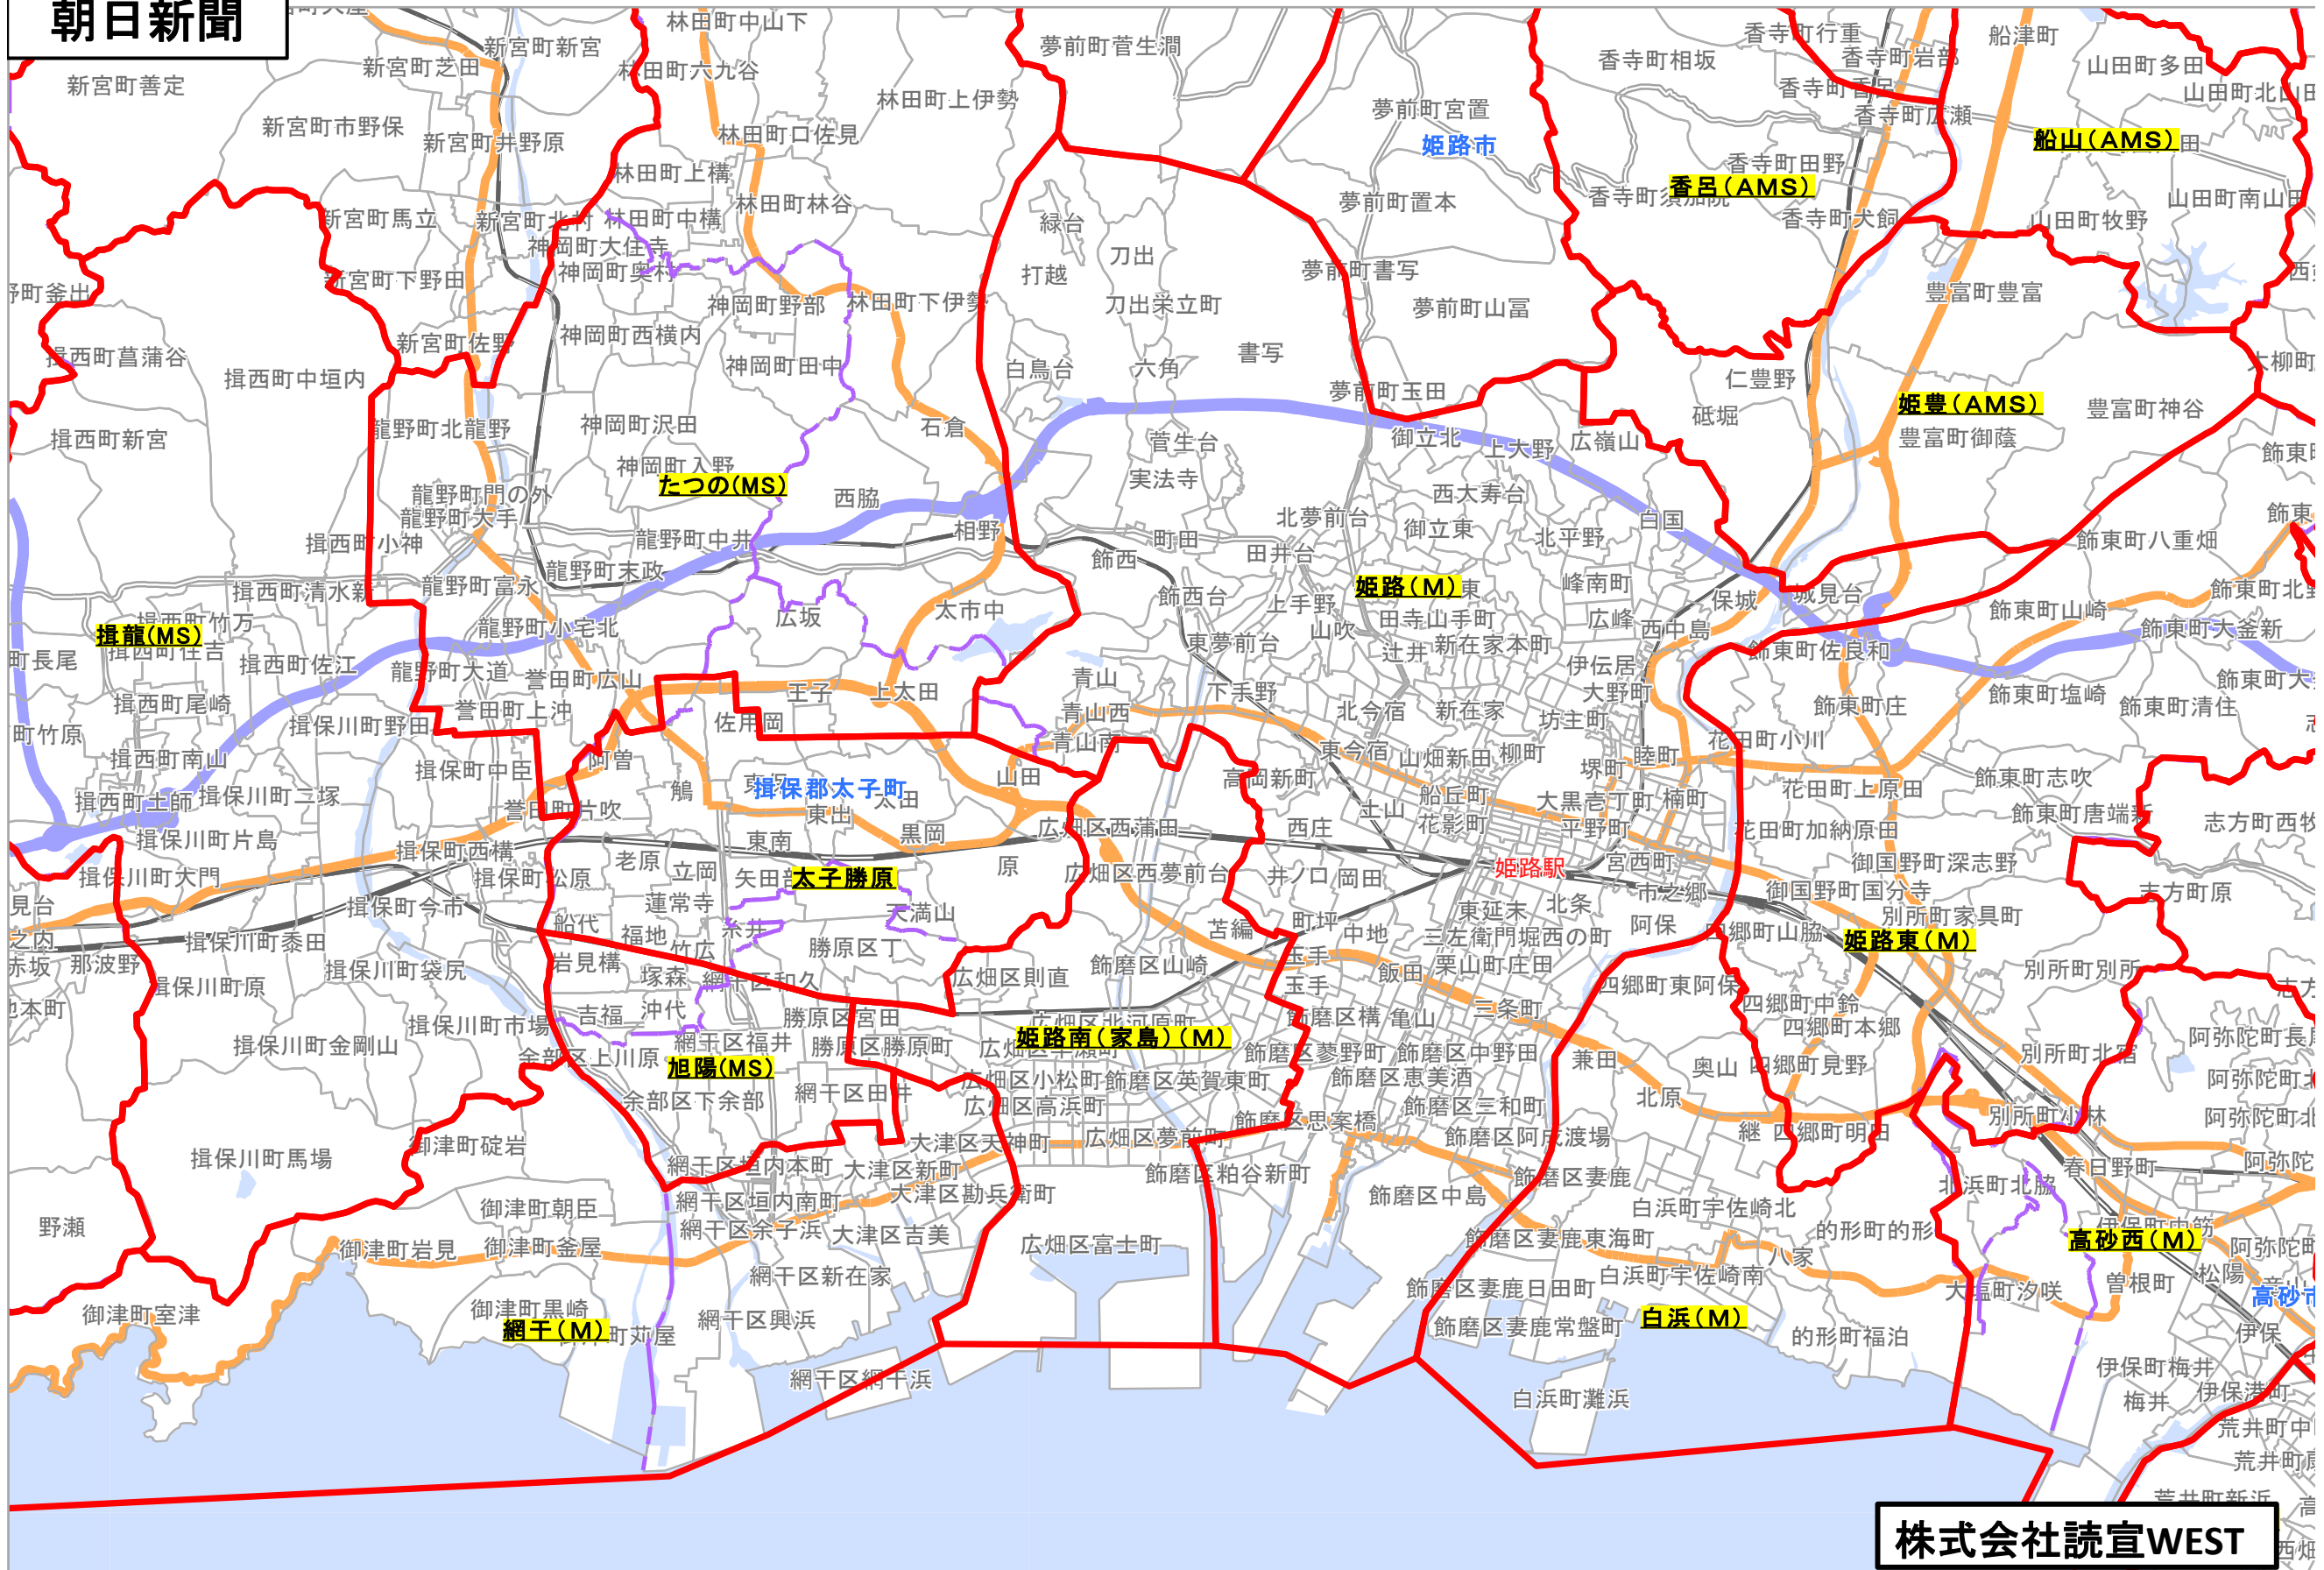 朝日新聞
林田町中山下
新宮町新宮
夢前町菅生澗
香寺町行重
船津町
新宮町芝田
林田町六九谷
香寺町相坂
香寺町岩部
山田町多田
新宮町善定
林田町上伊勢
夢前町宮置
香寺町香呂
香寺町広瀬
新宮町市野保
新宮町井野原
林田町口佐見
姫路市
船山(AMS)
林田町上構
香寺町田野
香呂(AMS)
林田町林谷
夢前町置本
山田町南山田
新宮町馬立
新宮町北村
林田町中構
緑台
香寺町犬飼
山田町牧野
神岡町大住寺
刀出
新宮町下野田
神岡町奥村
打越
夢前町書写
豊富町豊富
神岡町野部
林田町下伊勢
刀出栄立町
夢前町山冨
新宮町佐野
神岡町西横内
揖西町菖蒲谷
神岡町田中
白鳥台
六角
書写
揖西町中垣内
仁豊野
夢前町玉田
姫豊(AMS)
豊富町神谷
砥堀
揖西町新宮
龍野町北龍野
神岡町沢田
石倉
菅生台
御立北
上大野
広嶺山
豊富町御蔭
神岡町入野
たつの(MS)
実法寺
龍野町門の外
西脇
西大寿台
龍野町大手
北夢前台
御立東
白国
揖西町小神
龍野町中井
相野
町田
田井台
北平野
飾東町八重畑
飾西
龍野町末政
揖西町清水新
龍野町富永
飾西台
姫路(M)
峰南町
城見台
保城
揖西町竹万
広坂
太市中
上手野
田寺山手町
広峰
飾東町山崎
揖龍(MS)
龍野町小宅北
山吹
西中島
飾東町大釜新
揖西町住吉
東夢前台
新在家本町
揖西町佐江
龍野町大道
誉田町広山
辻井
伊伝居
飾東町佐良和
青山
下手野
王子
上太田
大野町
飾東町塩崎
揖西町尾崎
誉田町上沖
青山西
北今宿
新在家
坊主町
飾東町庄
飾東町清住
揖保川町野田
佐用岡
青山南
東今宿
花田町小川
揖西町南山
揖保町中臣
阿曽
山田
高岡新町
山畑新田
柳町
睦町
堺町
飾東町志吹
揖保郡太子町
鵤
揖西町土師
揖保川町二塚
東出
太田
船丘町
大黒壱丁町
楠町
花田町上原田
誉田町片吹
土山
花影町
平野町
飾東町唐端新
揖保川町片島
黒岡
広畑区西蒲田
西庄
花田町加納原田
東南
揖保町西構
老原
立岡
原
姫路駅
宮西町
御国野町深志野
揖保川町大門
揖保町松原
太子勝原
広畑区西夢前台
井ノ口
岡田
市之郷
御国野町国分寺
志方町原
揖保町今市
蓮常寺
天満山
東延末
北条
別所町家具町
船代
福地
糸井
苫編
町坪
中地
三左衛門堀西の町
阿保
四郷町山脇
姫路東(M)
那波野
揖保川町黍田
竹広
勝原区丁
玉手
岩見構
揖保川町袋尻
広畑区則直
飾磨区山崎
飯田
栗山町
庄田
別所町別所
揖保川町原
塚森
網干区和久
玉手
四郷町東阿保
四郷町中鈴
揖保川町市場
吉福
沖代
勝原区宮田
飾磨区構
亀山
三条町
四郷町本郷
姫路南(家島)(M)
揖保川町金剛山
余部区上川原
網干区福井
勝原区勝原町
飾磨区蓼野町
飾磨区中野田
兼田
別所町北宿
旭陽(MS)
奥山
四郷町見野
広畑区小松町
飾磨区英賀東町
飾磨区恵美酒
余部区下余部
網干区田井
広畑区高浜町
飾磨区三和町
北原
別所町小林
飾磨区思案橋
御津町碇岩
大津区天神町
広畑区夢前町
飾磨区阿成渡場
継
四郷町明田
揖保川町馬場
網干区垣内本町
大津区新町
飾磨区粕谷新町
飾磨区妻鹿
春日野町
網干区垣内南町
大津区勘兵衛町
飾磨区中島
北浜町北脇
御津町朝臣
白浜町宇佐崎北
野瀬
網干区余子浜
大津区吉美
的形町的形
伊保町中筋
御津町岩見
御津町釜屋
広畑区富士町
飾磨区妻鹿東海町
高砂西(M)
八家
網干区新在家
白浜町宇佐崎南
曽根町
松陽
飾磨区妻鹿日田町
大塩町汐咲
高砂市
御津町室津
御津町黒崎
網干区興浜
白浜(M)
網干(M)
飾磨区妻鹿常盤町
的形町福泊
伊保
網干区網干浜
伊保町梅井
白浜町灘浜
梅井
伊保港町
荒井町新浜
株式会社読宣WEST